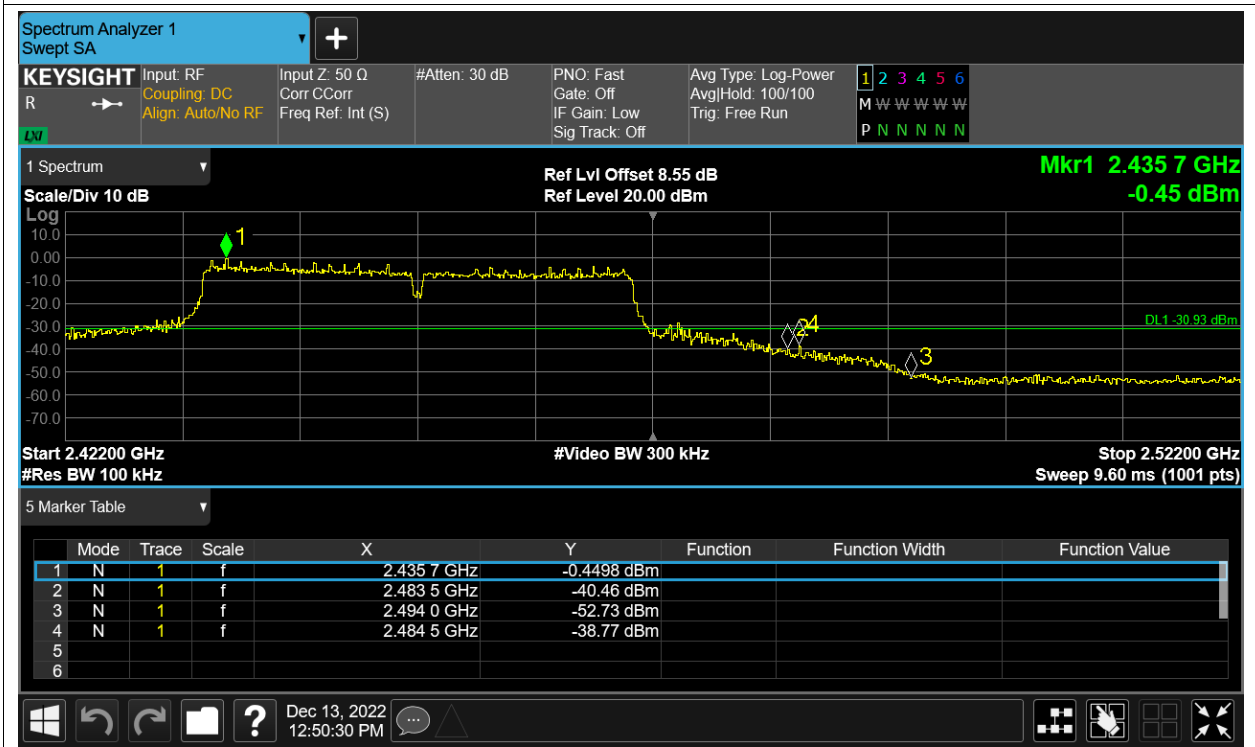 Spectrum Analyzer 1
Swept SA
KEYSIGHT Input: RF Input Z: 50 Ω #Atten: 30 dB PNO: Fast Avg Type: Log-Power 1 2 3 4 5 6
R Coupling: DC Corr CCorr Gate: Off Avg|Hold: 100/100 M W W W W W
Align: Auto/No RF Freq Ref: Int (S) IF Gain: Low Trig: Free Run
LXI Sig Track: Off P N N N N N
1 Spectrum Ref Lvl Offset 8.55 dB Mkr1 2.435 7 GHz
Scale/Div 10 dB Ref Level 20.00 dBm -0.45 dBm
Log
10.0
1
0.00
-10.0
-20.0
-30.0 2 4 DL1 -30.93 dBm
-40.0
3
-50.0
-60.0
-70.0
Start 2.42200 GHz #Video BW 300 kHz Stop 2.52200 GHz
#Res BW 100 kHz Sweep 9.60 ms (1001 pts)
5 Marker Table
Mode Trace Scale X Y Function Function Width Function Value
1 N 1 f 2.435 7 GHz -0.4498 dBm
2 N 1 f 2.483 5 GHz -40.46 dBm
3 N 1 f 2.494 0 GHz -52.73 dBm
4 N 1 f 2.484 5 GHz -38.77 dBm
5
6
? Dec 13, 2022
12:50:30 PM